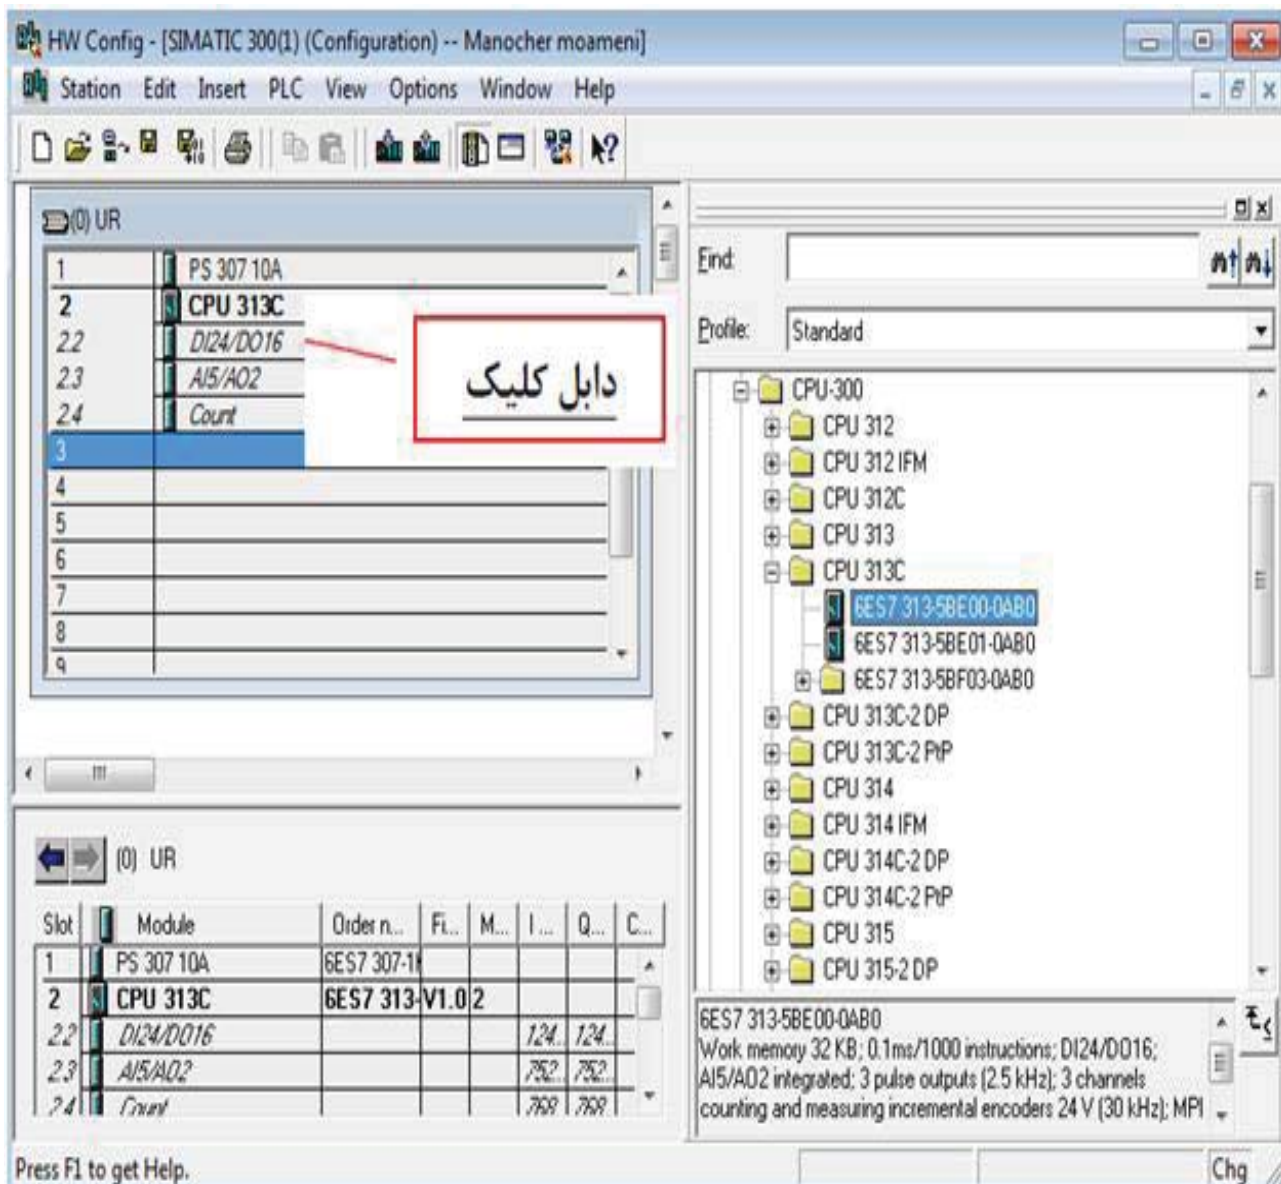 HW Config - [SIMATIC 300(1) (Configuration) -- Manocher moameni]
Station Edit Insert PLC View Options Window Help
(0) UR
1 PS 307 10A
2 CPU 313C
2.2 DI24/DO16
2.3 AI5/AO2
2.4 Count
3
4
5
6
7
8
9
دابل کلیک
Find:
Profile: Standard
CPU-300
CPU 312
CPU 312 IFM
CPU 312C
CPU 313
CPU 313C
6ES7 313-5BE00-0AB0
6ES7 313-5BE01-0AB0
6ES7 313-5BF03-0AB0
CPU 313C-2 DP
CPU 313C-2 PtP
CPU 314
CPU 314 IFM
CPU 314C-2 DP
CPU 314C-2 PtP
CPU 315
CPU 315-2 DP
6ES7 313-5BE00-0AB0
Work memory 32 KB; 0.1ms/1000 instructions; DI24/DO16;
AI5/AO2 integrated; 3 pulse outputs (2.5 kHz); 3 channels
counting and measuring incremental encoders 24 V (30 kHz); MPI
(0) UR
Slot Module Order n... Fi... M... I ... Q... C...
1 PS 307 10A 6ES7 307-1
2 CPU 313C 6ES7 313- V1.0 2
2.2 DI24/DO16 124... 124...
2.3 AI5/AO2 752... 752...
2.4 Count 768 768
Press F1 to get Help.
Chg